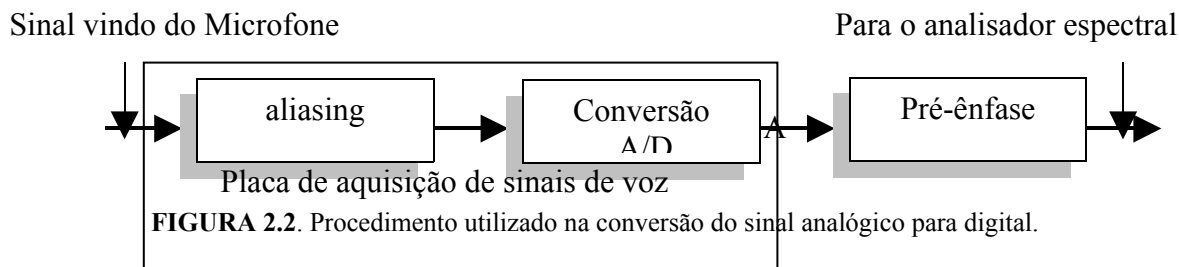 Sinal vindo do Microfone
Para o analisador espectral
aliasing
Conversão
A/D
A
Pré-ênfase
Placa de aquisição de sinais de voz
FIGURA 2.2. Procedimento utilizado na conversão do sinal analógico para digital.